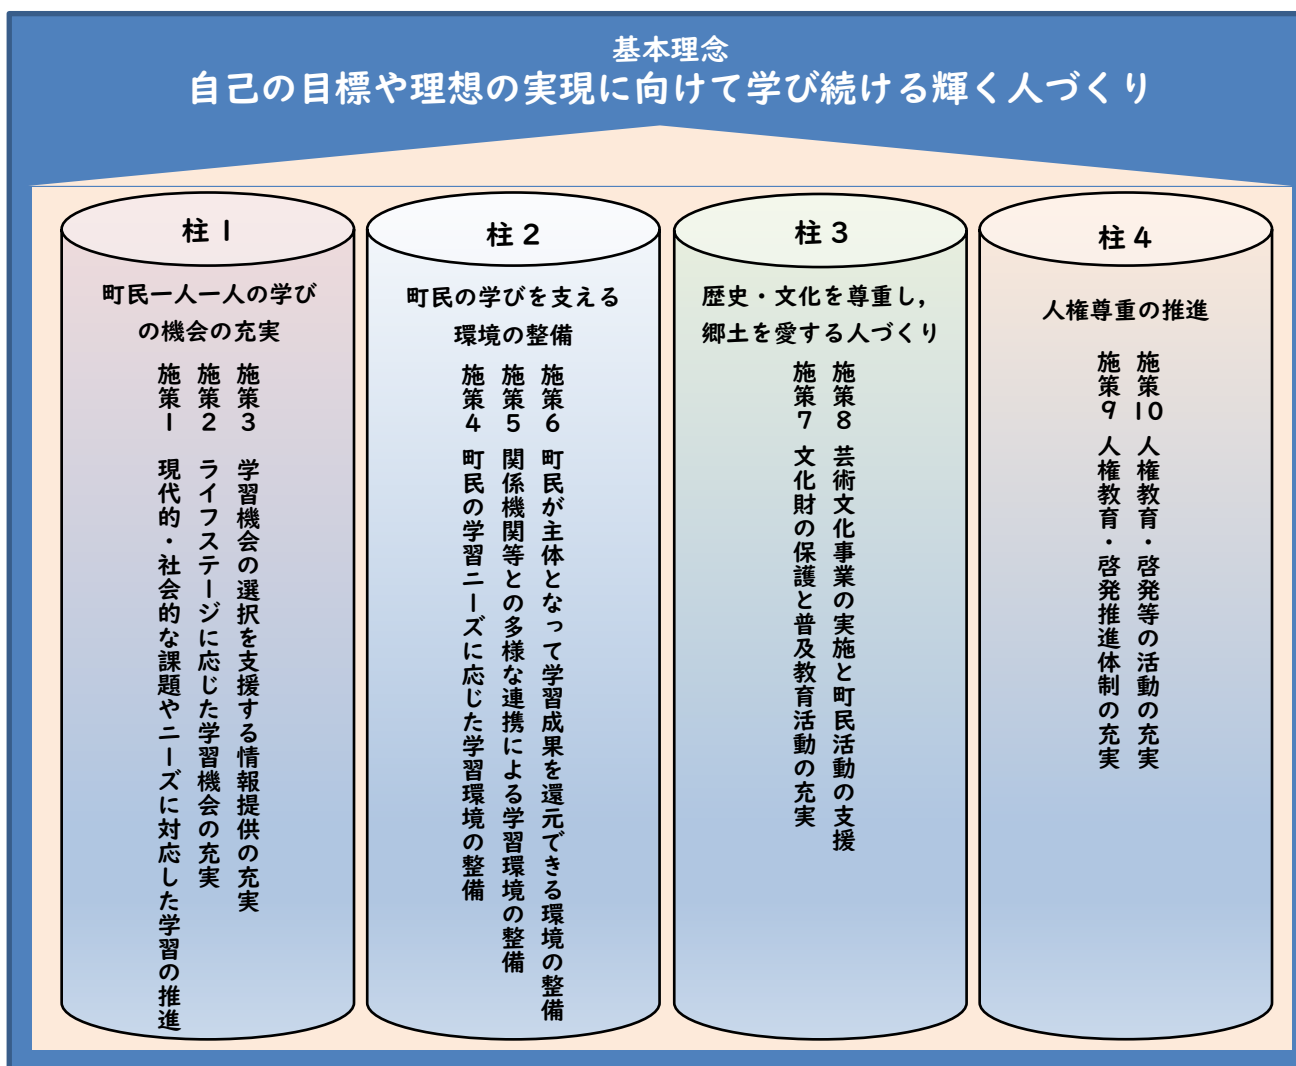 基本理念
自己の目標や理想の実現に向けて学び続ける輝く人づくり
柱1
町民一人一人の学び
の機会の充実
施策1 現代的・社会的な課題やニーズに対応した学習の推進
施策2 ライフステージに応じた学習機会の充実
施策3 学習機会の選択を支援する情報提供の充実
柱2
町民の学びを支える
環境の整備
施策4 町民の学習ニーズに応じた学習環境の整備
施策5 関係機関等との多様な連携による学習環境の整備
施策6 町民が主体となって学習成果を還元できる環境の整備
柱3
歴史・文化を尊重し,
郷土を愛する人づくり
施策7 文化財の保護と普及教育活動の充実
施策8 芸術文化事業の実施と町民活動の支援
柱4
人権尊重の推進
施策9 人権教育・啓発推進体制の充実
施策10 人権教育・啓発等の活動の充実